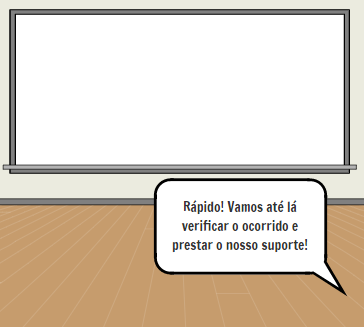 Rápido! Vamos até lá
verificar o ocorrido e
prestar o nosso suporte!